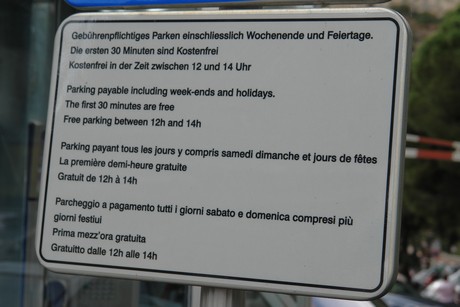 Gebührenpflichtiges Parken einschliesslich Wochenende und Feiertage.
Die ersten 30 Minuten sind Kostenfrei
Kostenfrei in der Zeit zwischen 12 und 14 Uhr
Parking payable including week-ends and holidays.
The first 30 minutes are free
Free parking between 12h and 14h
Parking payant tous les jours y compris samedi dimanche et jours de fêtes
La première demi-heure gratuite
Gratuit de 12h à 14h
Parcheggio a pagamento tutti i giorni sabato e domenica compresi più
giorni festiui
Prima mezz'ora gratuita
Gratuitto dalle 12h alle 14h